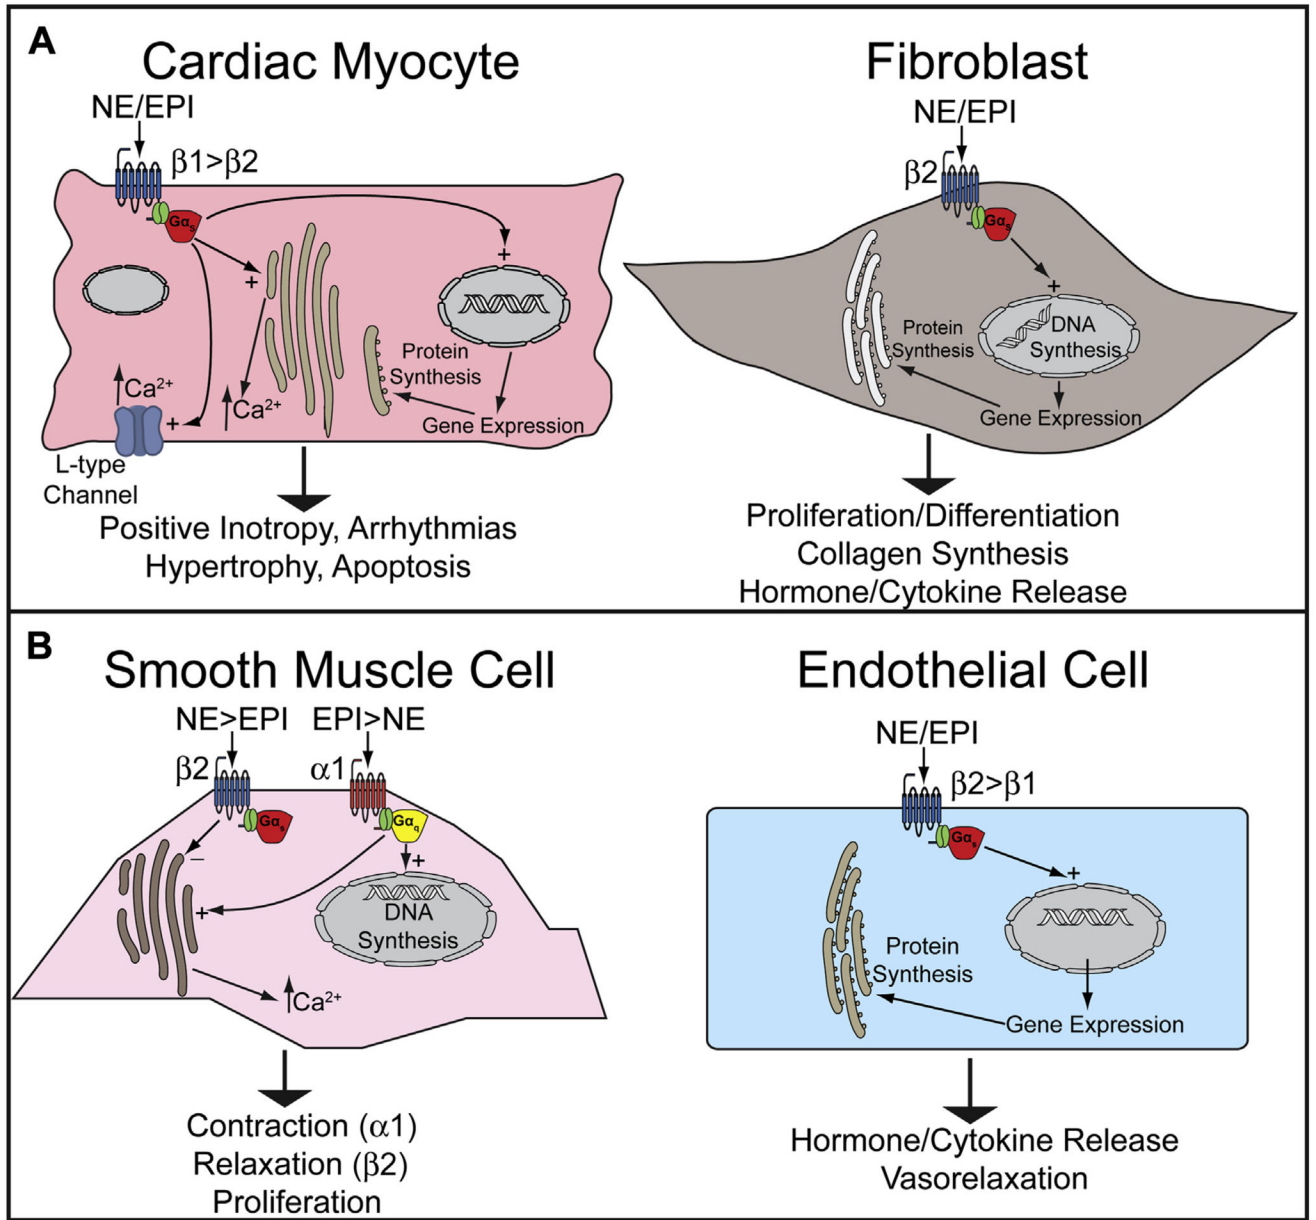 A
Cardiac Myocyte
NE/EPI
β1>β2
Gαs
+
+
Ca2+
+
Ca2+
Protein
Synthesis
Gene Expression
L-type
Channel
Positive Inotropy, Arrhythmias
Hypertrophy, Apoptosis
Fibroblast
NE/EPI
β2
Gαs
+
DNA
Synthesis
Protein
Synthesis
Gene Expression
Proliferation/Differentiation
Collagen Synthesis
Hormone/Cytokine Release
B
Smooth Muscle Cell
NE>EPI EPI>NE
β2
α1
Gαs
Gαq
−
+
+
DNA
Synthesis
Ca2+
Contraction (α1)
Relaxation (β2)
Proliferation
Endothelial Cell
NE/EPI
β2>β1
Gαs
+
Protein
Synthesis
Gene Expression
Hormone/Cytokine Release
Vasorelaxation